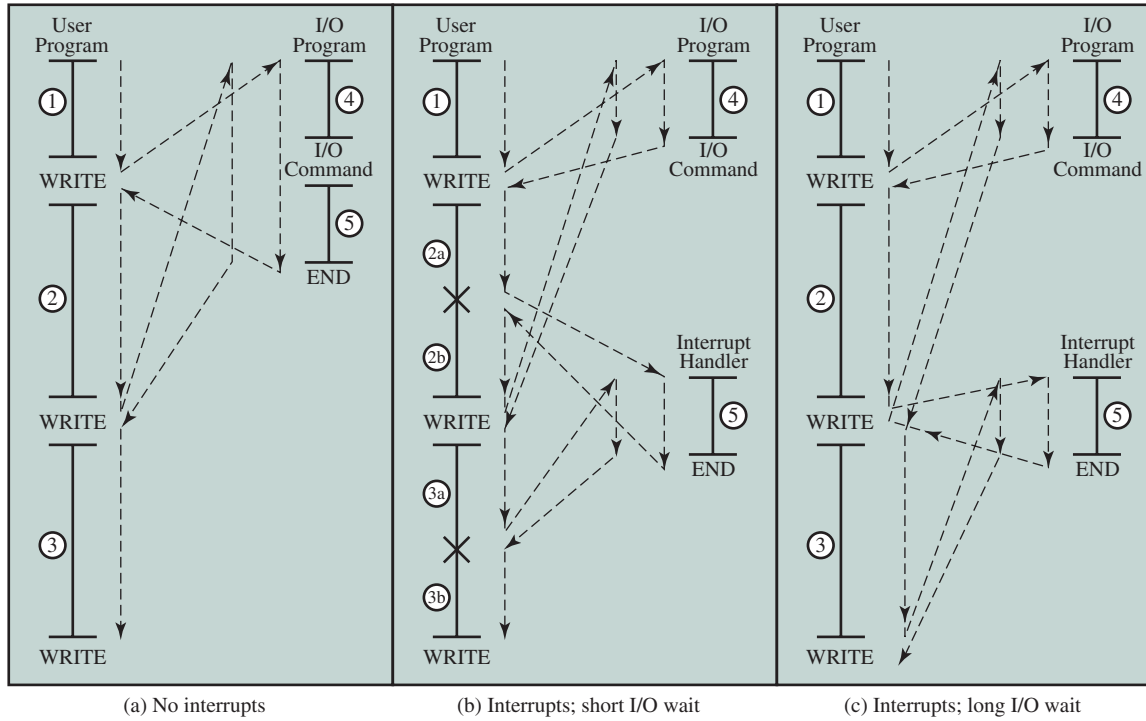 User
Program
I/O
Program
1
4
I/O
Command
WRITE
5
END
2
WRITE
3
WRITE
(a) No interrupts
User
Program
I/O
Program
1
4
I/O
Command
WRITE
2a
2b
Interrupt
Handler
WRITE
5
END
3a
3b
WRITE
(b) Interrupts; short I/O wait
User
Program
I/O
Program
1
4
I/O
Command
WRITE
2
Interrupt
Handler
WRITE
5
END
3
WRITE
(c) Interrupts; long I/O wait